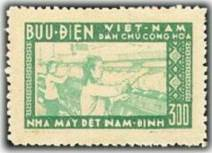 BƯU-ĐIỆN VIỆT-NAM
DÂN CHỦ CỘNG HÒA
300
NHÀ MÁY DỆT NAM-ĐỊNH